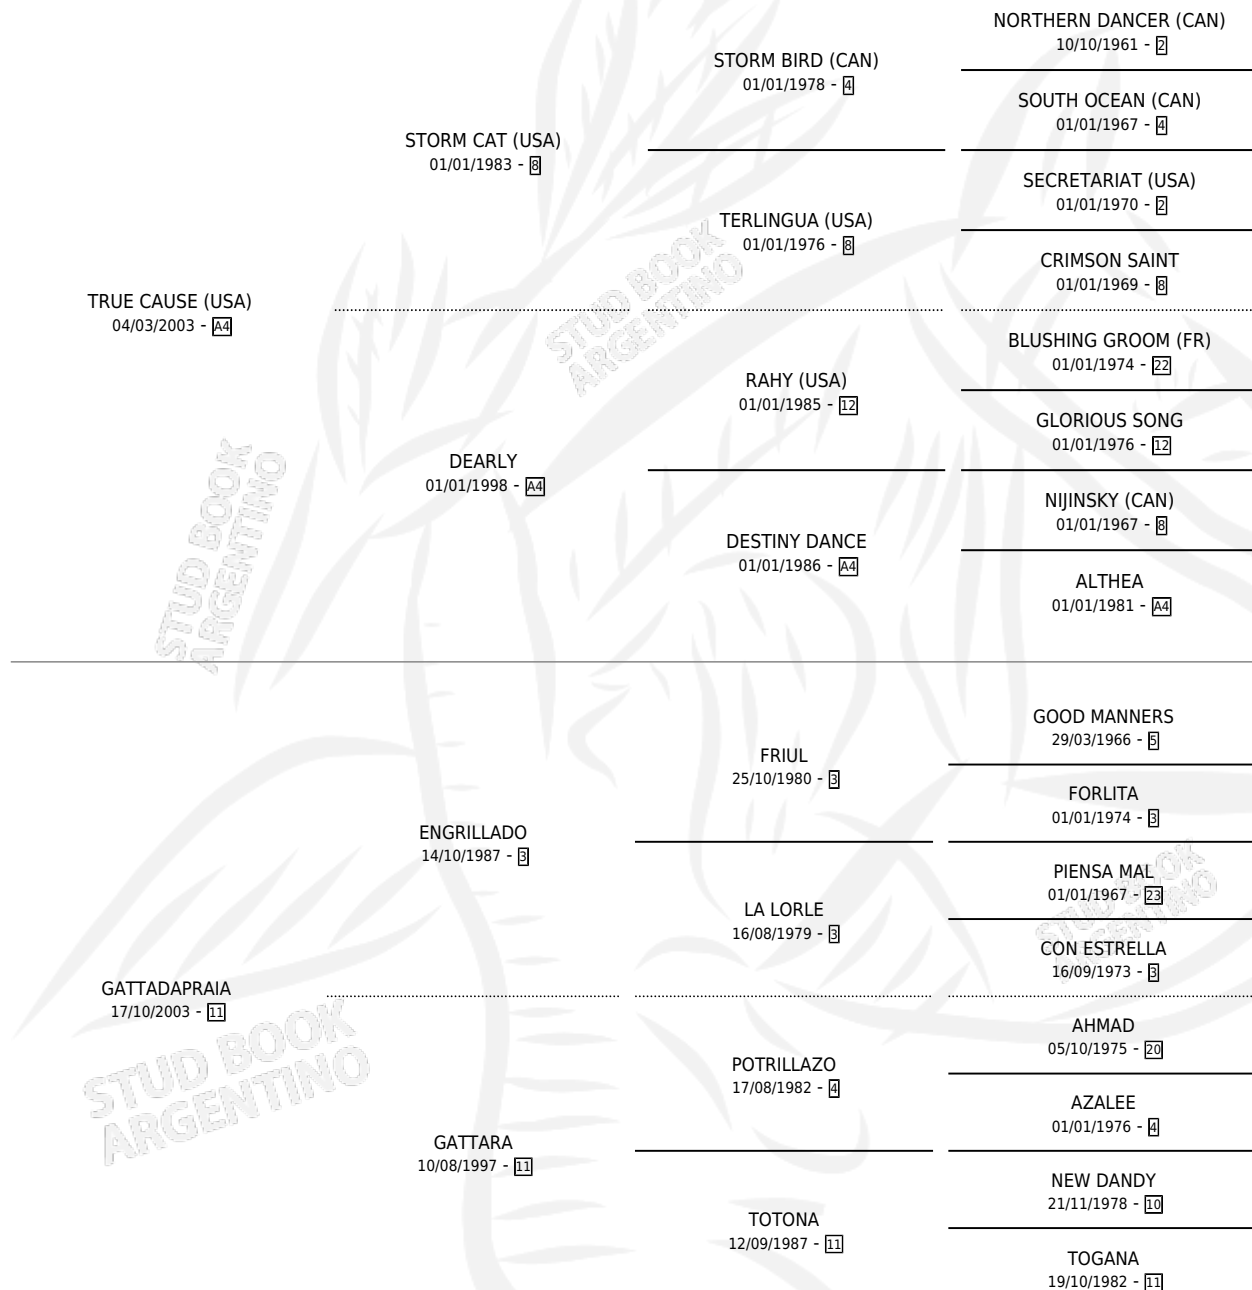 NORTHERN DANCER (CAN)
10/10/1961 - 2
STORM BIRD (CAN)
01/01/1978 - 4
SOUTH OCEAN (CAN)
01/01/1967 - 4
STORM CAT (USA)
01/01/1983 - 8
SECRETARIAT (USA)
01/01/1970 - 2
TERLINGUA (USA)
01/01/1976 - 8
CRIMSON SAINT
01/01/1969 - 8
TRUE CAUSE (USA)
04/03/2003 - A4
BLUSHING GROOM (FR)
01/01/1974 - 22
RAHY (USA)
01/01/1985 - 12
GLORIOUS SONG
01/01/1976 - 12
DEARLY
01/01/1998 - A4
NIJINSKY (CAN)
01/01/1967 - 8
DESTINY DANCE
01/01/1986 - A4
ALTHEA
01/01/1981 - A4
GOOD MANNERS
29/03/1966 - 5
FRIUL
25/10/1980 - 3
FORLITA
01/01/1974 - 3
ENGRILLADO
14/10/1987 - 3
PIENSA MAL
01/01/1967 - 23
LA LORLE
16/08/1979 - 3
CON ESTRELLA
16/09/1973 - 3
GATTADAPRAIA
17/10/2003 - 11
AHMAD
05/10/1975 - 20
POTRILLAZO
17/08/1982 - 4
AZALEE
01/01/1976 - 4
GATTARA
10/08/1997 - 11
NEW DANDY
21/11/1978 - 10
TOTONA
12/09/1987 - 11
TOGANA
19/10/1982 - 11
STUD BOOK
ARGENTINO
STUD BOOK
ARGENTINO
STUD BOOK
ARGENTINO
STUD BOOK
ARGENTINO